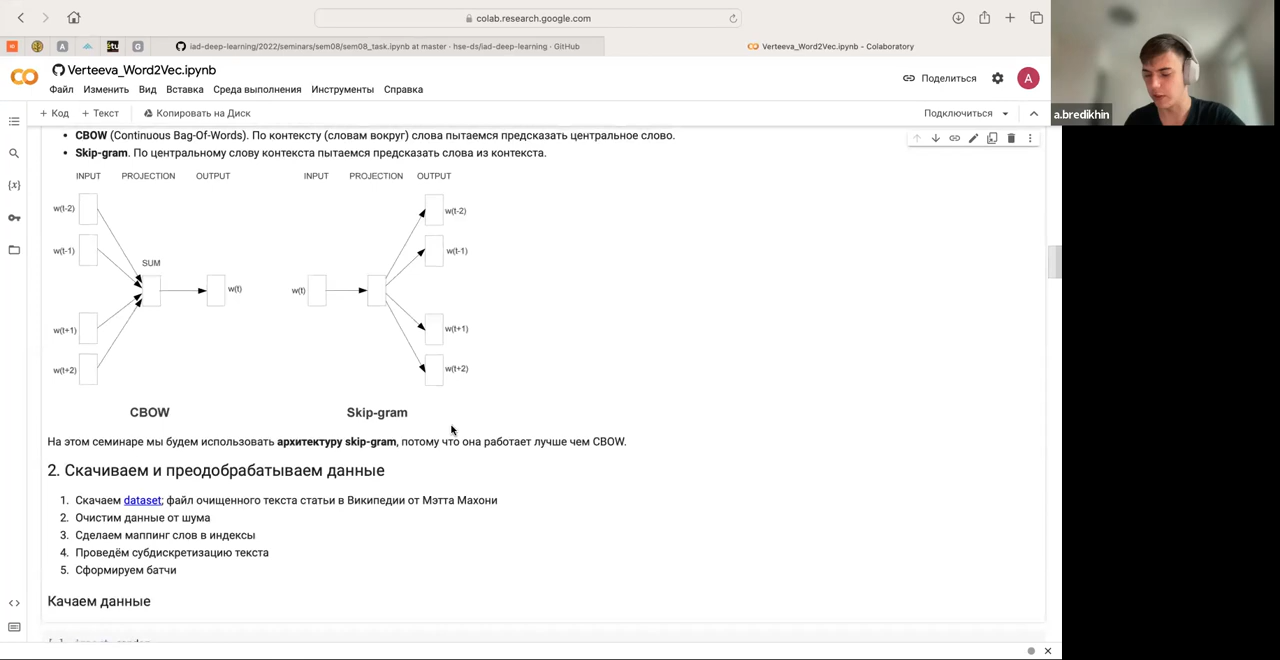 colab.research.google.com
iad-deep-learning/2022/seminars/sem08/sem08_task.ipynb at master · hse-ds/iad-deep-learning · GitHub
Verteeva_Word2Vec.ipynb - Colaboratory
Verteeva_Word2Vec.ipynb
Поделиться
A
Файл Изменить Вид Вставка Среда выполнения Инструменты Справка
+ Код + Текст Копировать на Диск
Подключиться
a.bredikhin
• CBOW (Continuous Bag-Of-Words). По контексту (словам вокруг) слова пытаемся предсказать центральное слово.
• Skip-gram. По центральному слову контекста пытаемся предсказать слова из контекста.
INPUT PROJECTION OUTPUT INPUT PROJECTION OUTPUT
w(t-2) w(t-2)
w(t-1) w(t-1)
SUM
w(t) w(t)
w(t+1) w(t+1)
w(t+2) w(t+2)
CBOW Skip-gram
На этом семинаре мы будем использовать архитектуру skip-gram, потому что она работает лучше чем CBOW.
2. Скачиваем и преодобрабатываем данные
1. Скачаем dataset; файл очищенного текста статьи в Википедии от Мэтта Махони
2. Очистим данные от шума
3. Сделаем маппинг слов в индексы
4. Проведём субдискретизацию текста
5. Сформируем батчи
Качаем данные